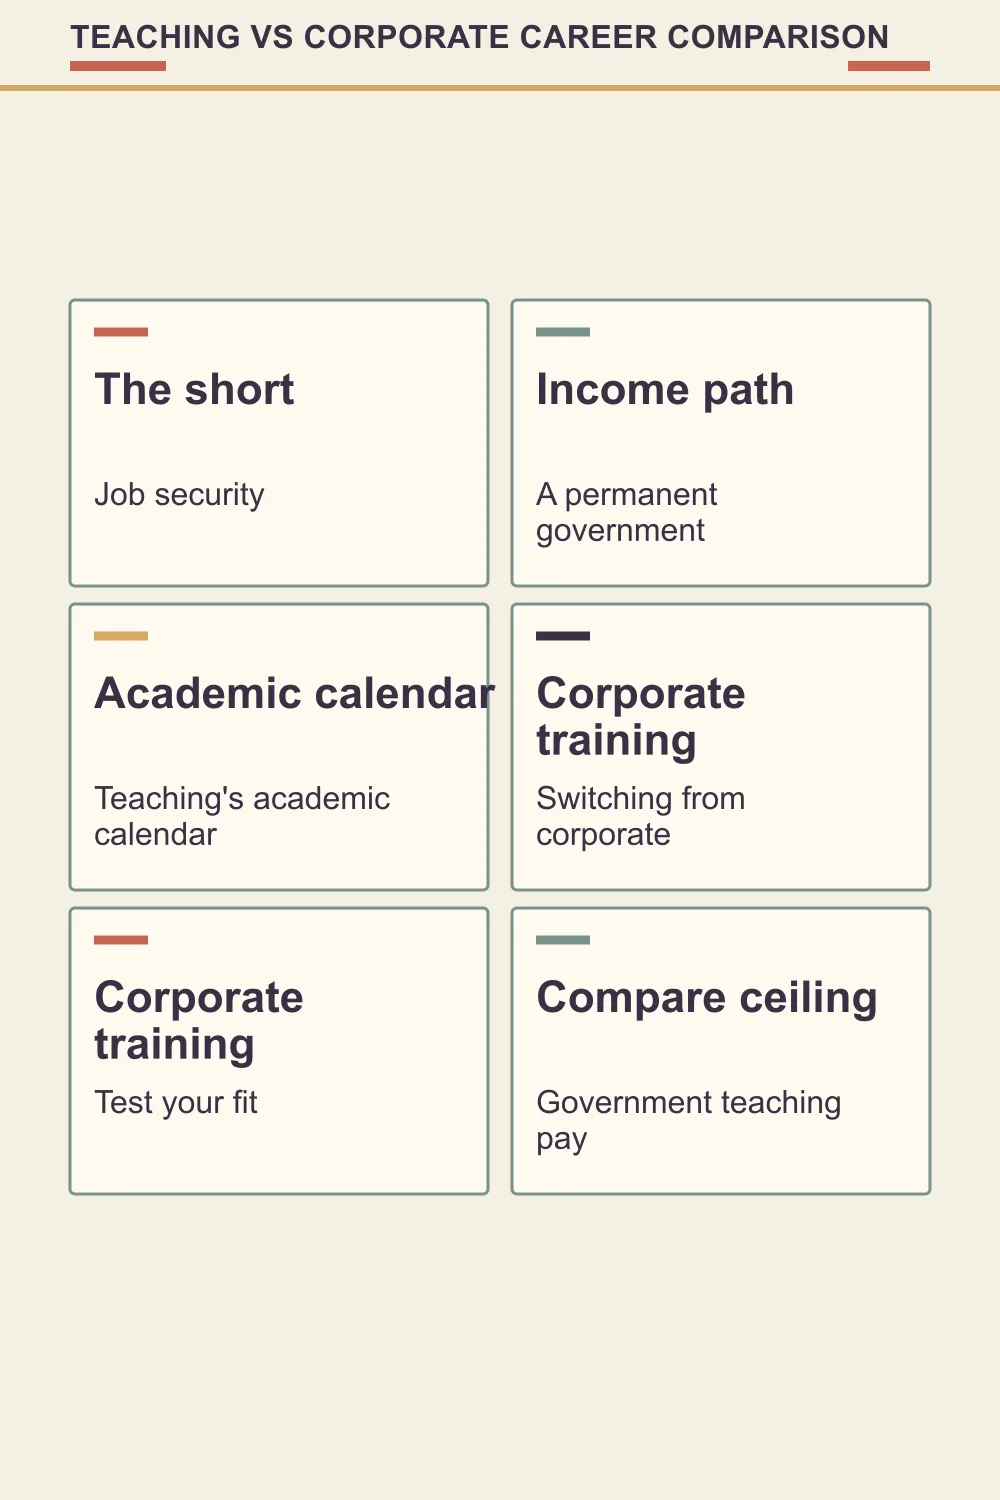 TEACHING VS CORPORATE CAREER COMPARISON
The short
Job security
Income path
A permanent
government
Academic calendar
Teaching's academic
calendar
Corporate
training
Switching from
corporate
Corporate
training
Test your fit
Compare ceiling
Government teaching
pay